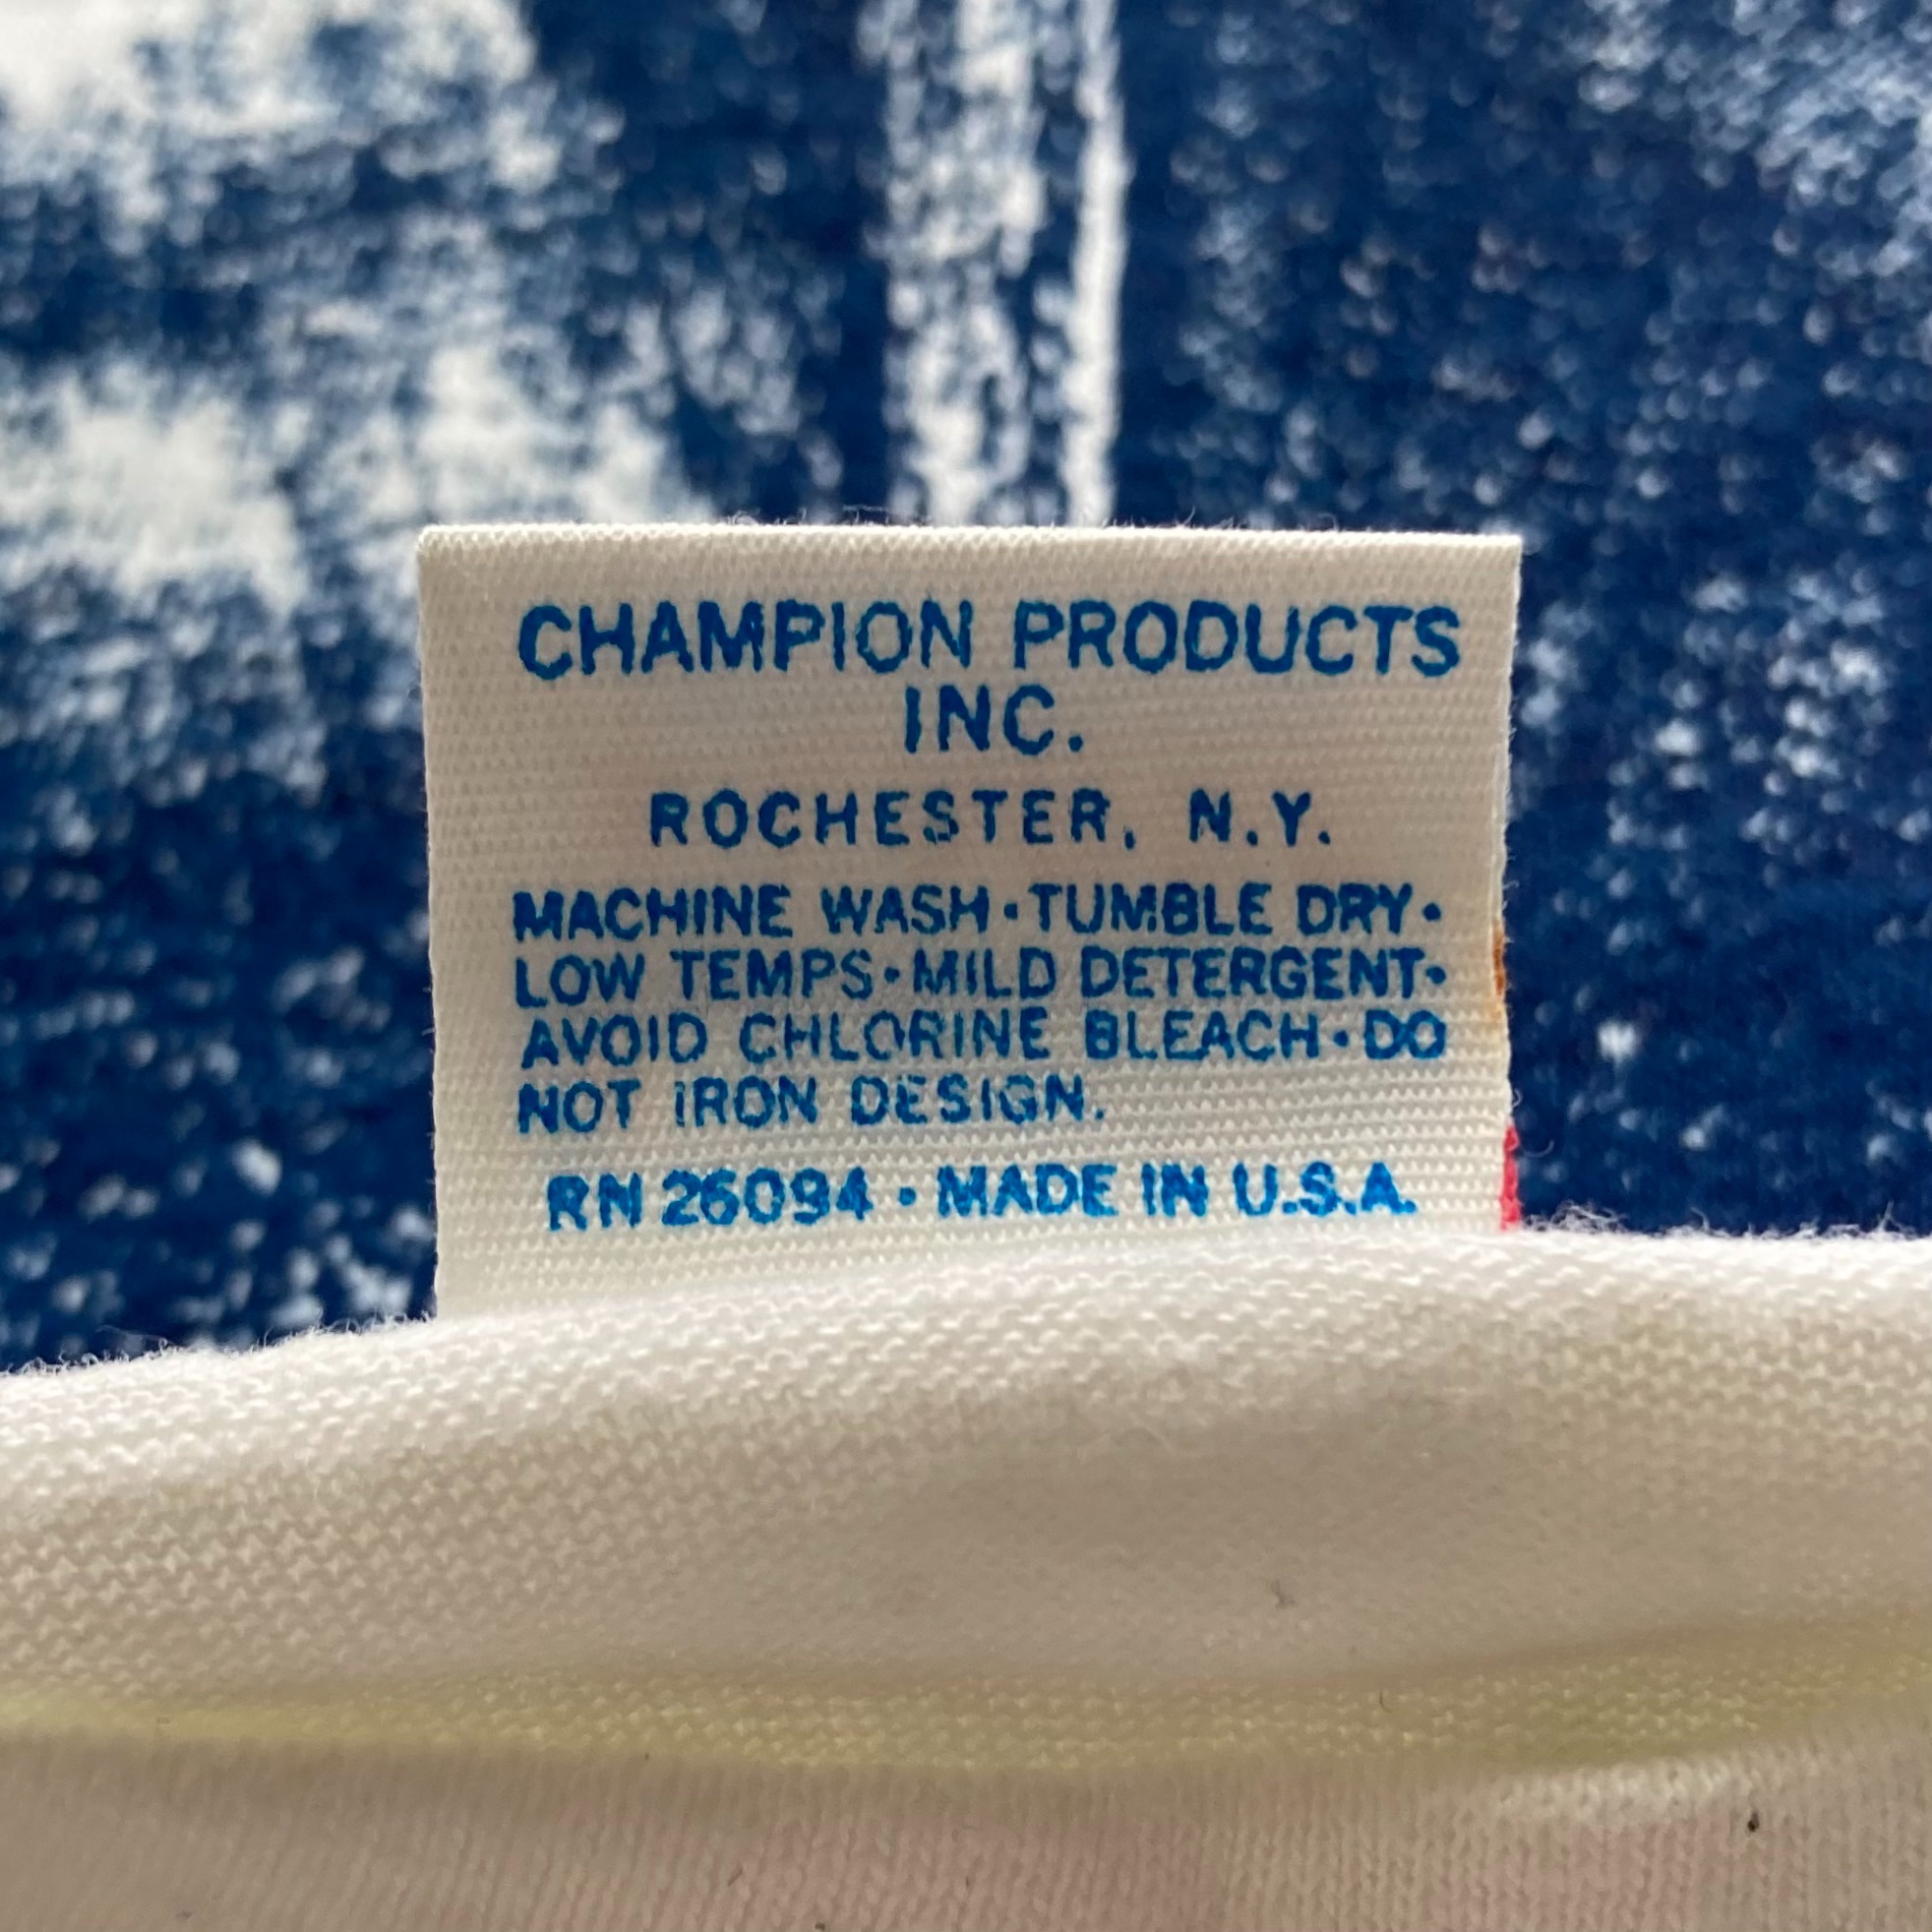 CHAMPION PRODUCTS
INC.
ROCHESTER, N.Y.
MACHINE WASH·TUMBLE DRY·
LOW TEMPS·MILD DETERGENT·
AVOID CHLORINE BLEACH·DO
NOT IRON DESIGN.
RN 26094 · MADE IN U.S.A.